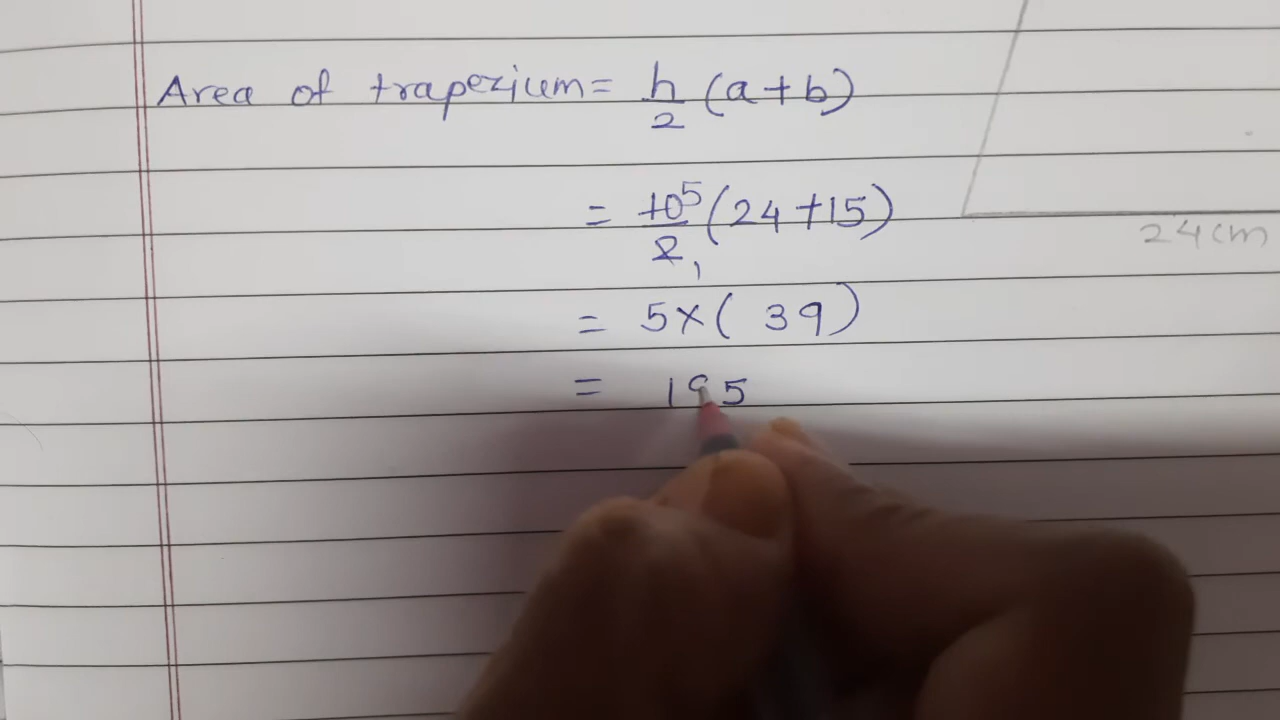 Area of trapezium = h/2 (a+b)
= 10/2 5 1 (24+15)
= 5×( 39)
= 195
24cm